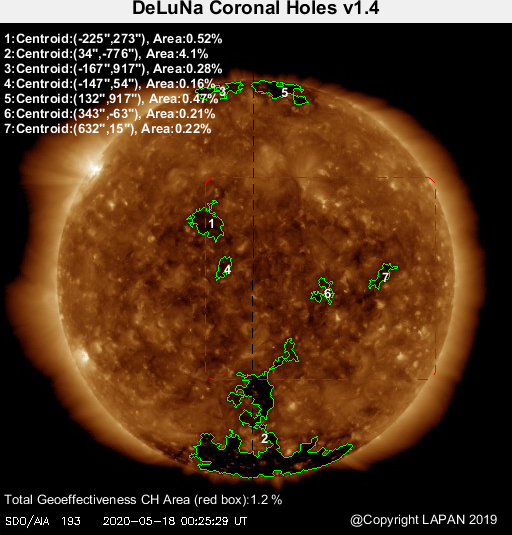 DeLuNa Coronal Holes v1.4
1:Centroid:(-225",273"), Area:0.52%
2:Centroid:(34",-776"), Area:4.1%
3:Centroid:(-167",917"), Area:0.28%
4:Centroid:(-147",54"), Area:0.16%
5:Centroid:(132",917"), Area:0.47%
6:Centroid:(343",-63"), Area:0.21%
7:Centroid:(632",15"), Area:0.22%
3
5
1
4
7
6
2
Total Geoeffectiveness CH Area (red box):1.2 %
SDO/AIA 193 2020-05-18 00:25:29 UT
@Copyright LAPAN 2019